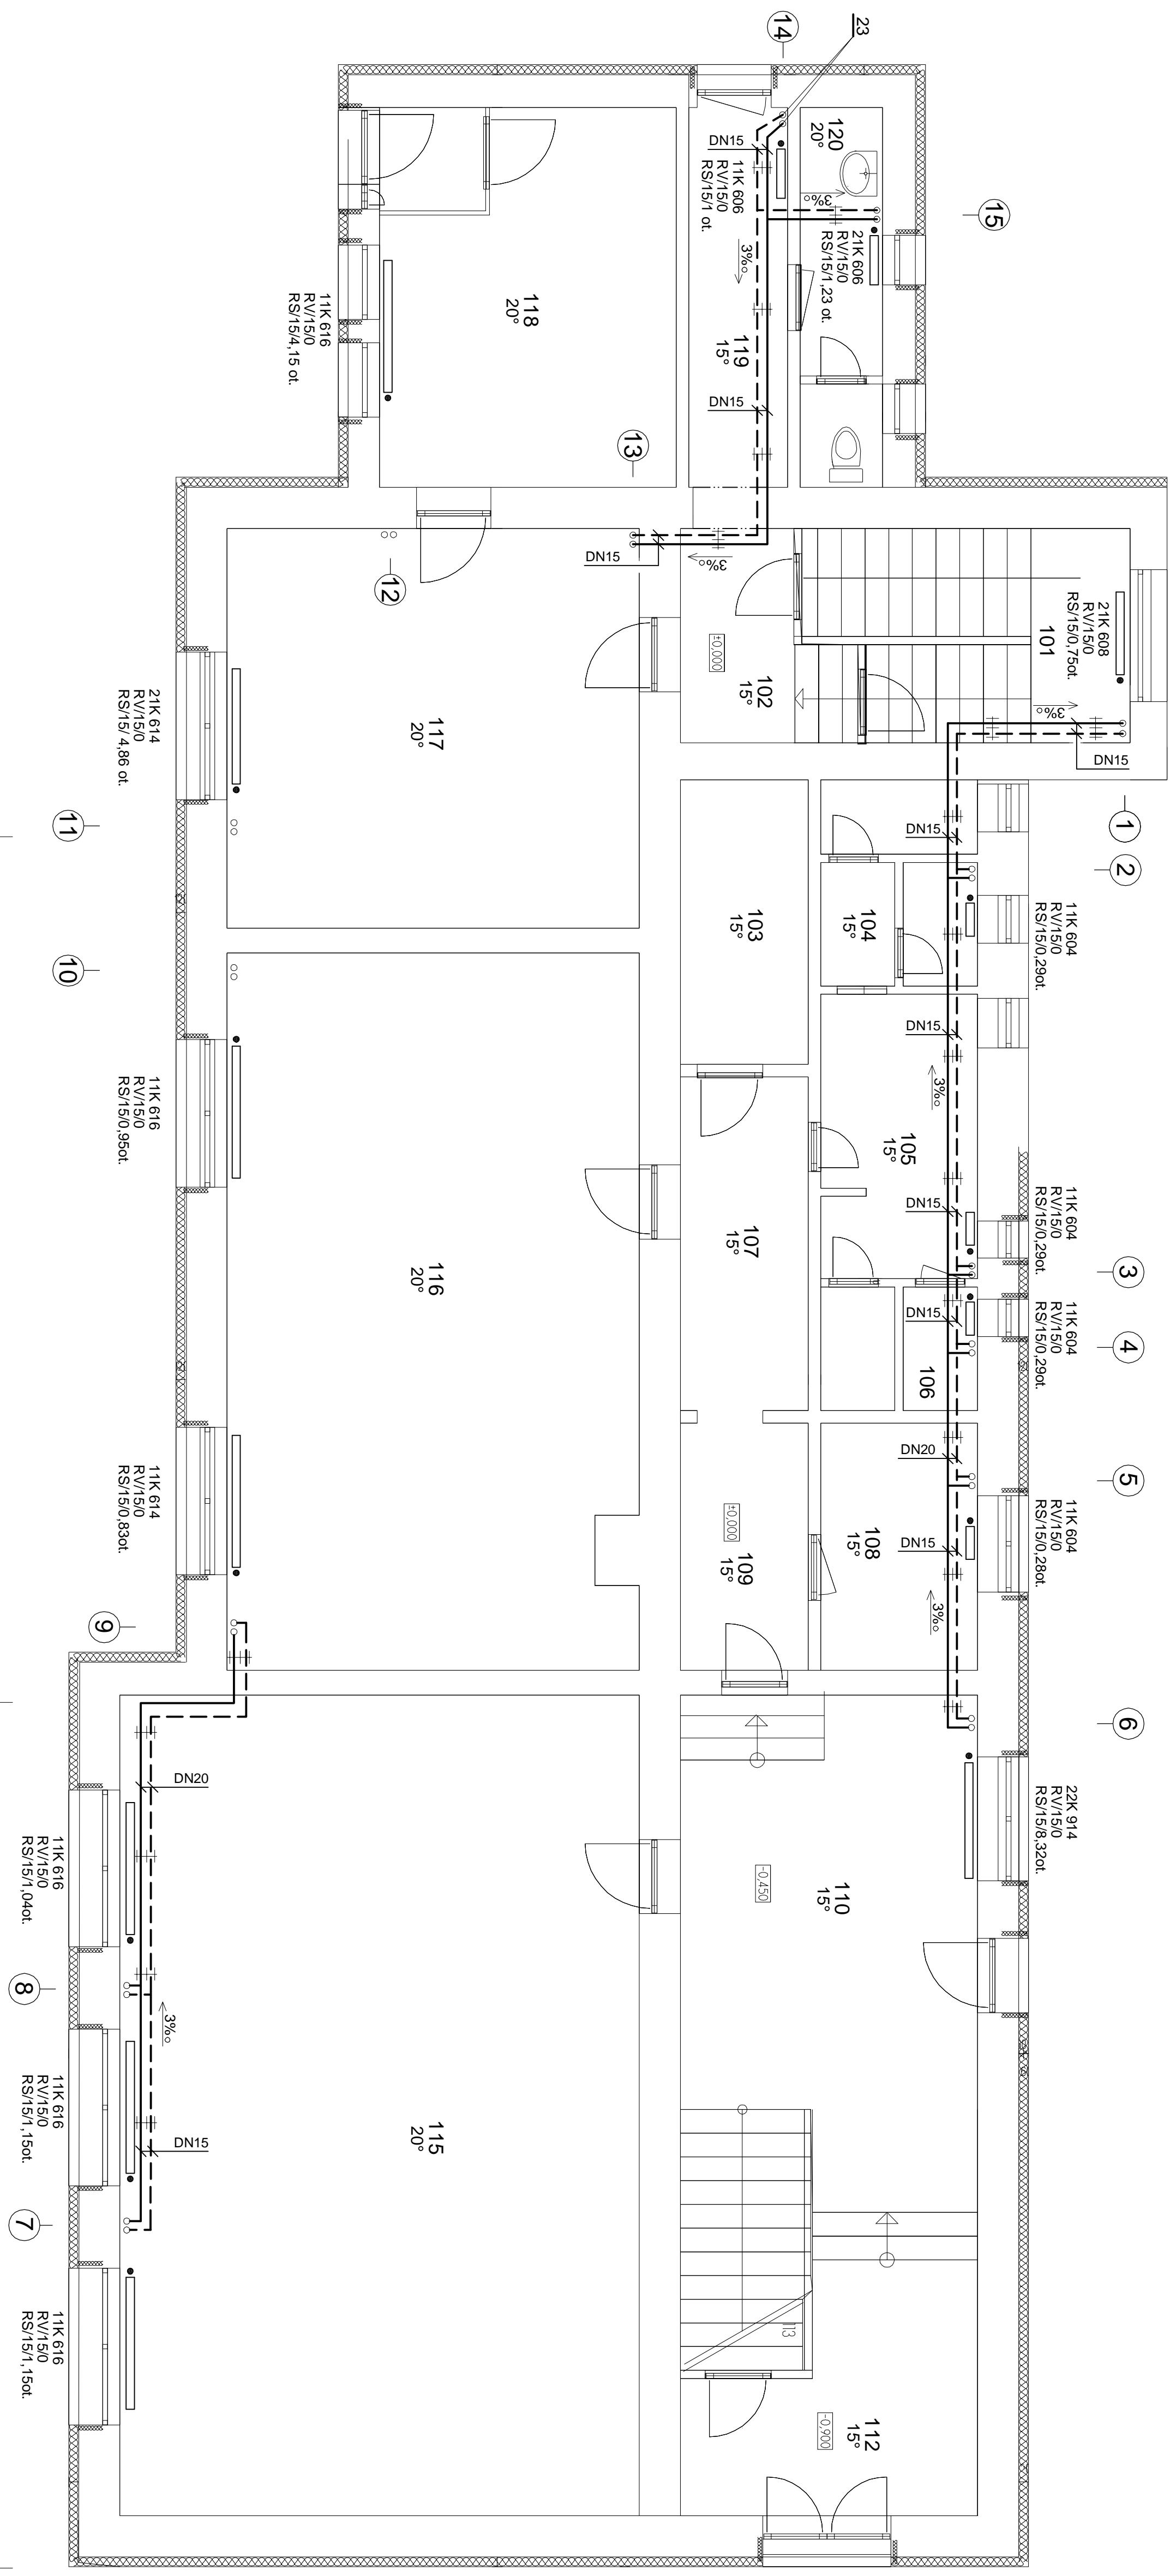 1
2
3
4
5
6
21K 608
RV/15/0
RS/15/0,75ot.
101
3‰
DN15
11K 604
RV/15/0
RS/15/0,29ot.
11K 604
RV/15/0
RS/15/0,29ot.
11K 604
RV/15/0
RS/15/0,29ot.
11K 604
RV/15/0
RS/15/0,28ot.
22K 914
RV/15/0
RS/15/8,32ot.
15
DN15
DN15
3‰
DN15
DN15
DN20
DN15
3‰
23
14
120
20°
3‰
21K 606
RV/15/0
RS/15/1,23 ot.
104
15°
105
15°
106
108
15°
110
15°
112
15°
-0,900
113
DN15
11K 606
RV/15/0
RS/15/1 ot.
3‰
119
15°
DN15
102
15°
±0,000
103
15°
107
15°
109
15°
±0,000
-0,450
13
DN15
3‰
118
20°
12
117
20°
116
20°
115
20°
11K 616
RV/15/0
RS/15/4,15 ot.
21K 614
RV/15/0
RS/15/ 4,86 ot.
11K 616
RV/15/0
RS/15/0,95ot.
11K 614
RV/15/0
RS/15/0,83ot.
DN20
3‰
DN15
11
10
9
11K 616
RV/15/0
RS/15/1,04ot.
11K 616
RV/15/0
RS/15/1,15ot.
11K 616
RV/15/0
RS/15/1,15ot.
8
7